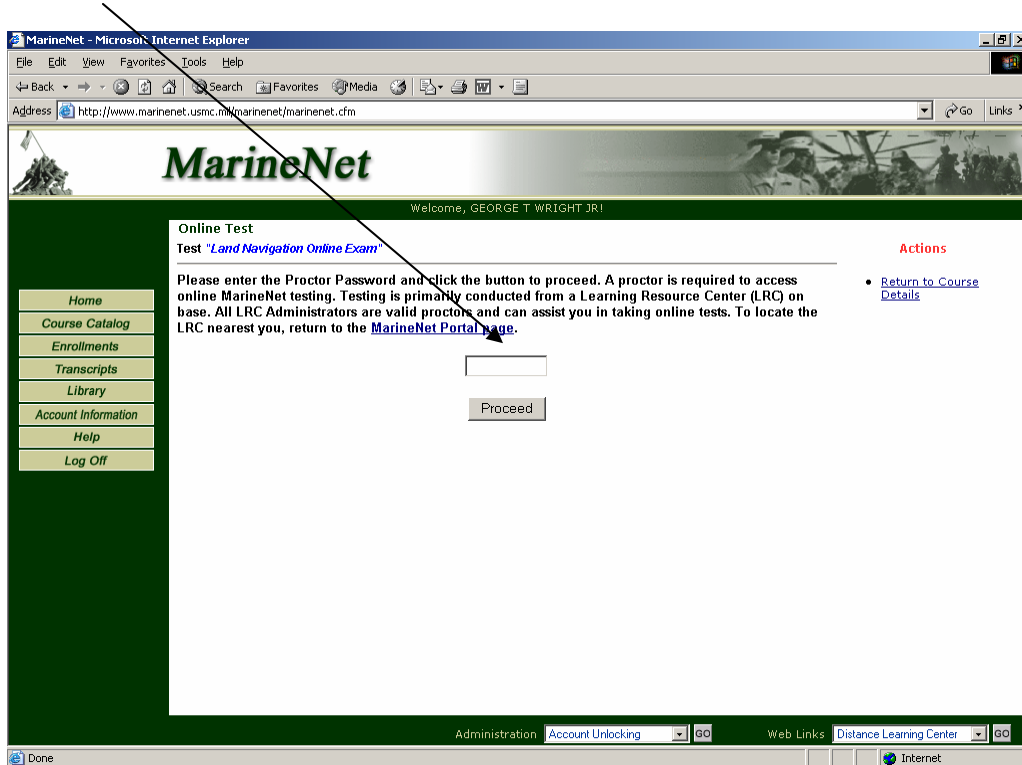 MarineNet - Microsoft Internet Explorer
File Edit View Favorites Tools Help
Back Search Favorites Media
Address http://www.marinenet.usmc.mil/marinenet/marinenet.cfm Go Links
MarineNet
Welcome, GEORGE T WRIGHT JR!
Online Test
Test "Land Navigation Online Exam"
Please enter the Proctor Password and click the button to proceed. A proctor is required to access
online MarineNet testing. Testing is primarily conducted from a Learning Resource Center (LRC) on
base. All LRC Administrators are valid proctors and can assist you in taking online tests. To locate the
LRC nearest you, return to the MarineNet Portal page.
Proceed
Actions
Return to Course
Details
Home
Course Catalog
Enrollments
Transcripts
Library
Account Information
Help
Log Off
Administration Account Unlocking GO Web Links Distance Learning Center GO
Done Internet